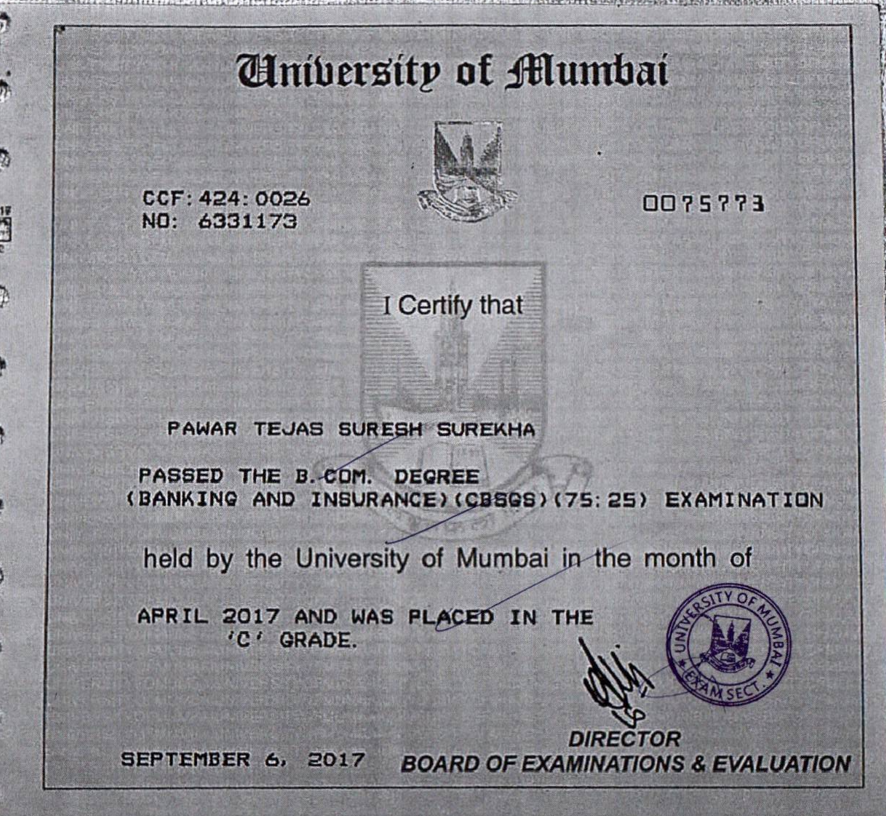 University of Mumbai
CCF: 424: 0026
NO: 6331173
0075773
I Certify that
PAWAR TEJAS SURESH SUREKHA
PASSED THE B.COM. DEGREE
(BANKING AND INSURANCE)(CBSGS)(75:25) EXAMINATION
held by the University of Mumbai in the month of
APRIL 2017 AND WAS PLACED IN THE
'C' GRADE.
UNIVERSITY OF MUMBAI
★ EXAM SECT. ★
DIRECTOR
SEPTEMBER 6, 2017
BOARD OF EXAMINATIONS & EVALUATION